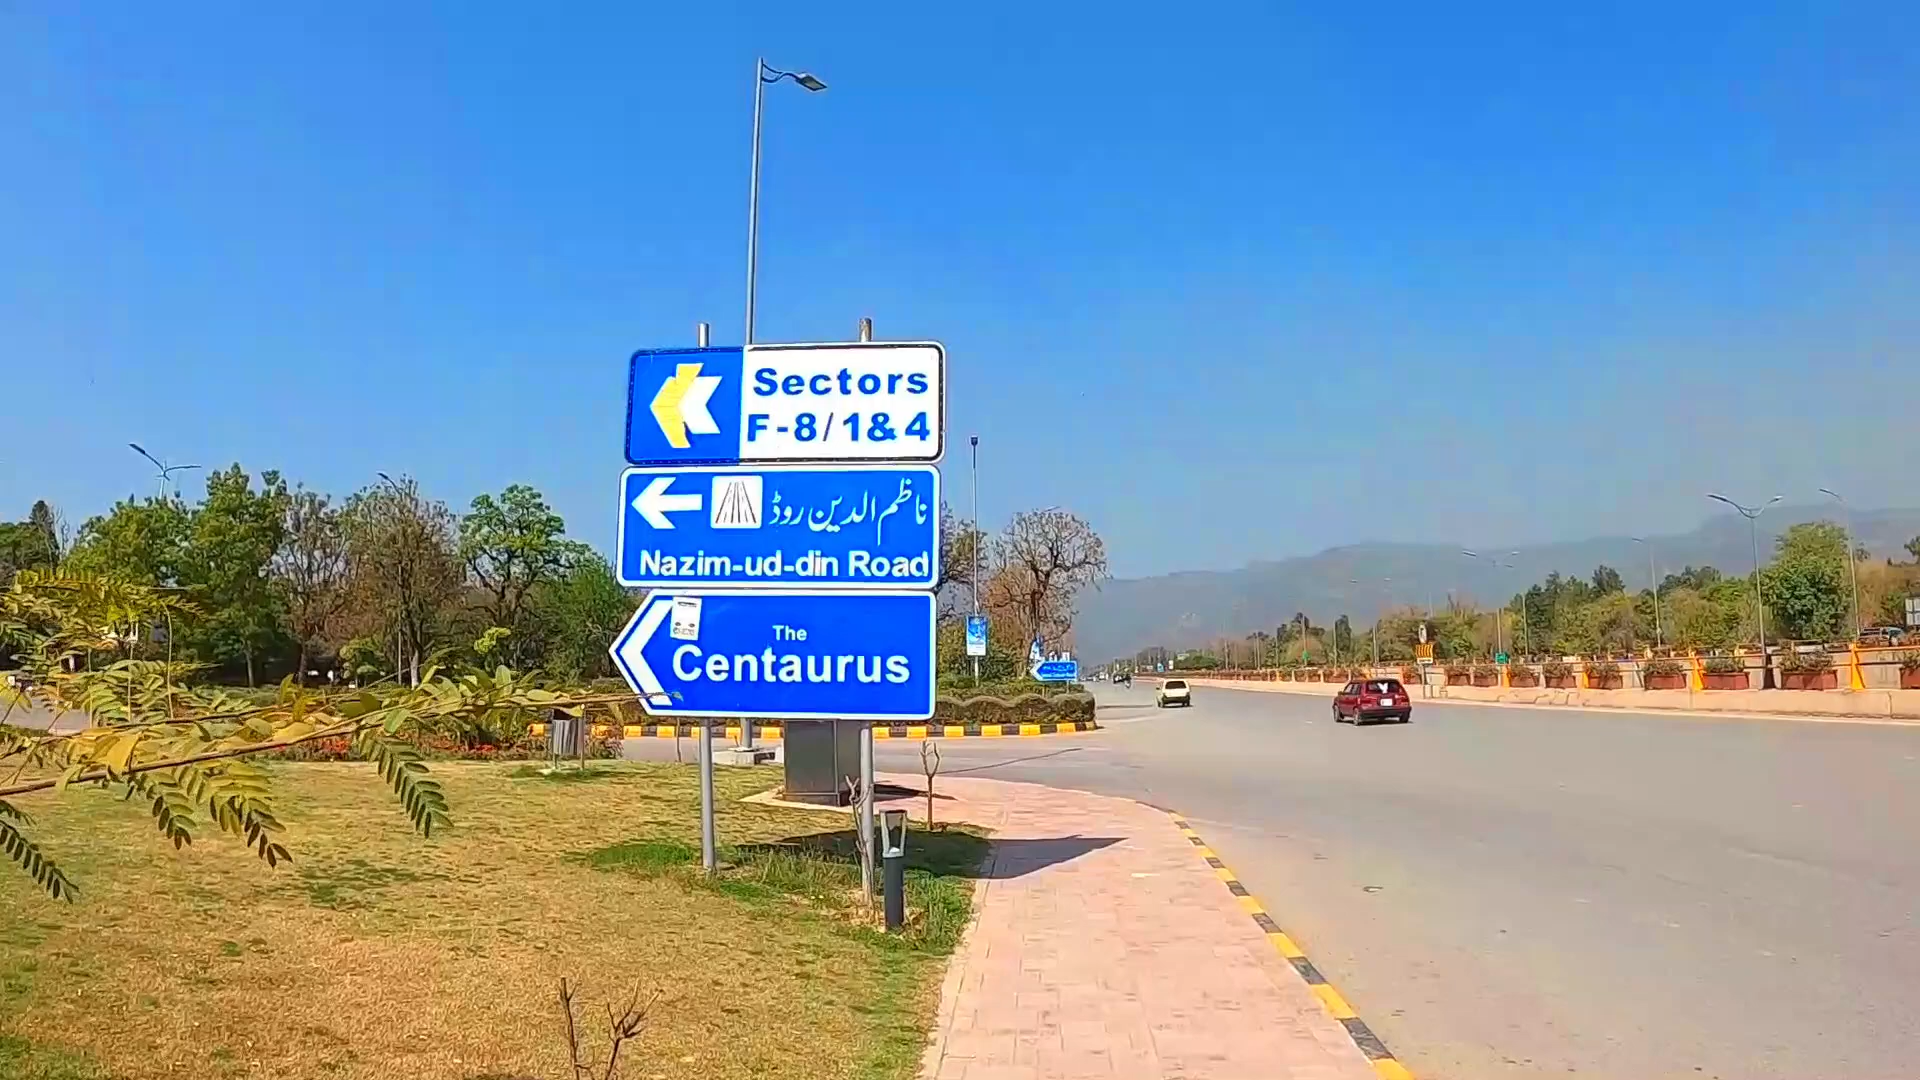 Sectors
F-8/1&4
ناظم الدین روڈ
Nazim-ud-din Road
The
Centaurus